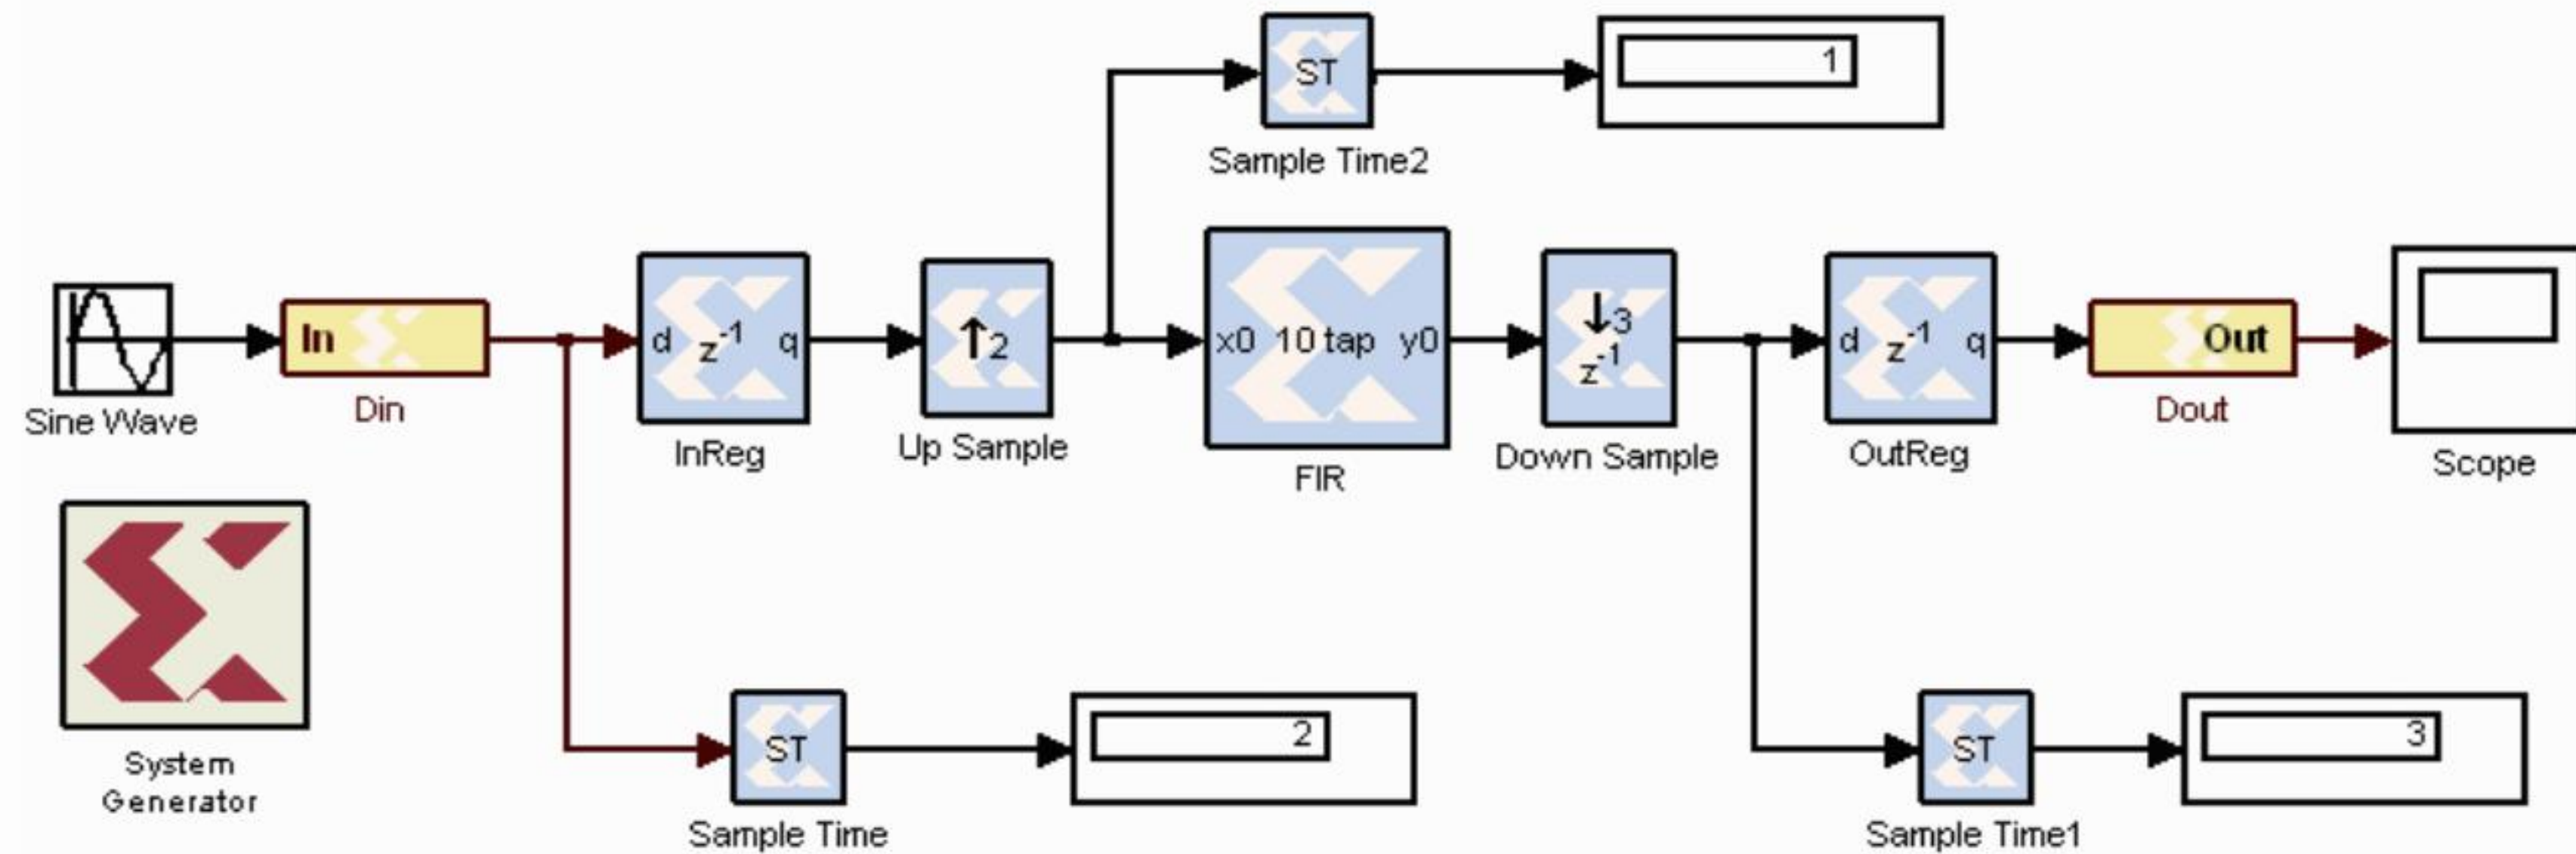 ST
1
Sample Time2
In
d z-1 q
↑2
x0 10 tap y0
↓3
z-1
d z-1 q
Out
Sine Wave
Din
InReg
Up Sample
FIR
Down Sample
OutReg
Dout
Scope
ST
2
ST
3
System
Generator
Sample Time
Sample Time1